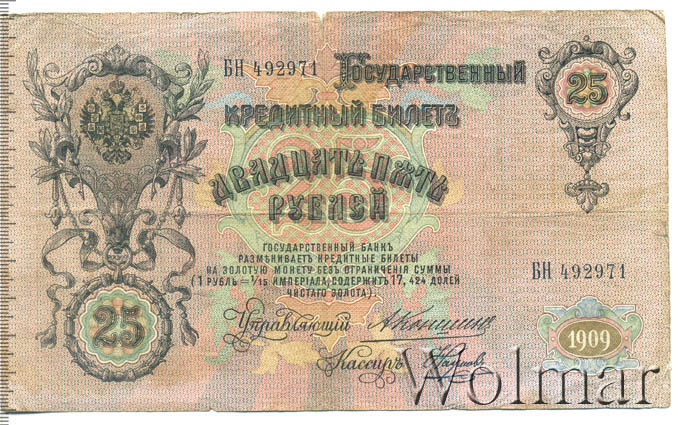 БН 492971
Государственный
25
Кредитный Билетъ
Двадцать пять
рублей
Государственный Банкъ
размѣниваетъ кредитные билеты
на золотую монету безъ ограниченія суммы
(1 рубль = 1/15 имперіала, содержитъ 17,424 долей
чистаго золота).
БН 492971
25
Управляющій
1909
Кассиръ
Wolmar